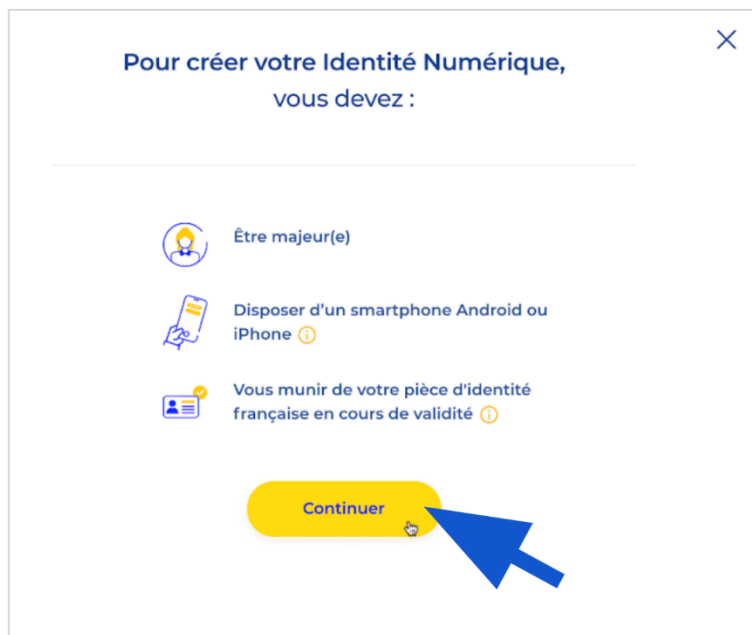 Pour créer votre Identité Numérique,
vous devez :
Être majeur(e)
Disposer d'un smartphone Android ou
iPhone
Vous munir de votre pièce d'identité
française en cours de validité
Continuer